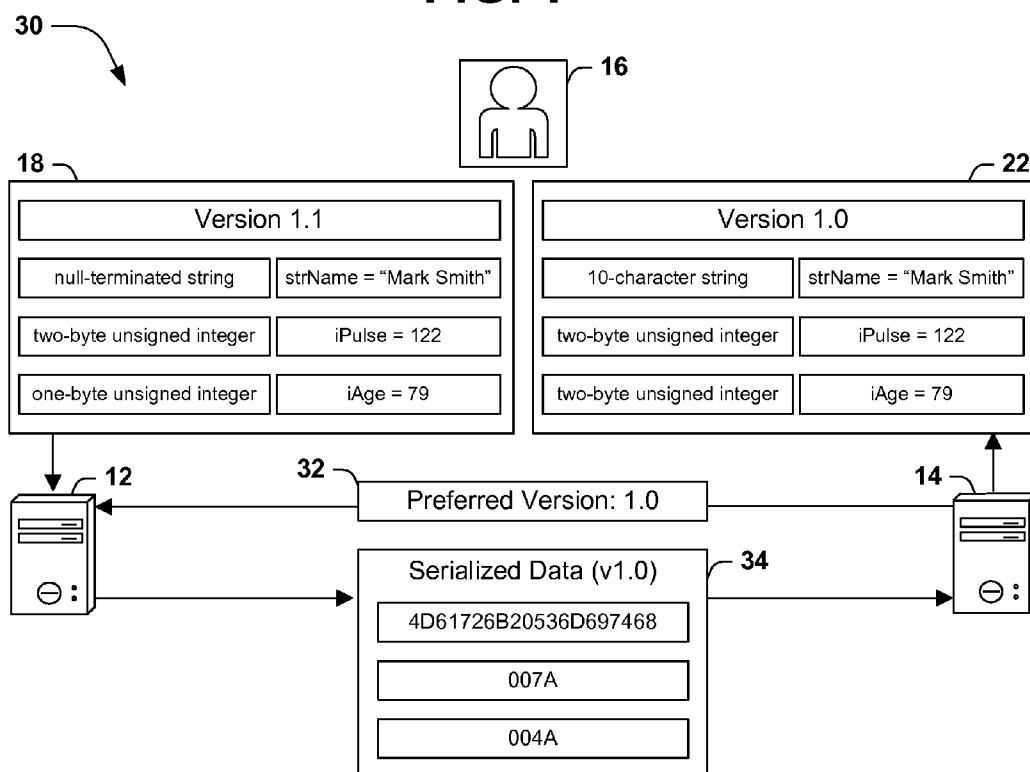 30
16
18
22
Version 1.1
null-terminated string
strName = “Mark Smith”
two-byte unsigned integer
iPulse = 122
one-byte unsigned integer
iAge = 79
Version 1.0
10-character string
strName = “Mark Smith”
two-byte unsigned integer
iPulse = 122
two-byte unsigned integer
iAge = 79
12
32
14
Preferred Version: 1.0
34
Serialized Data (v1.0)
4D61726B20536D697468
007A
004A